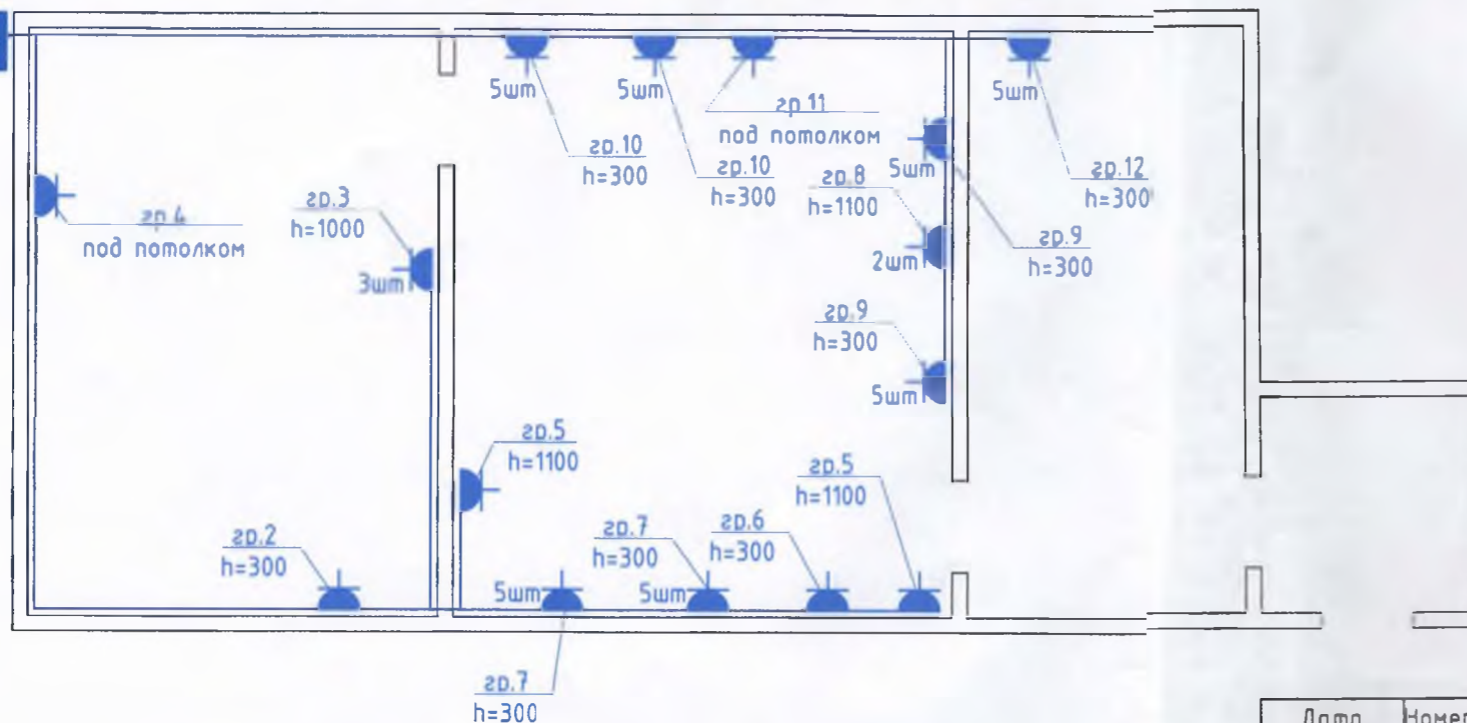 5шт
5шт
гр.11
под потолком
5шт
гр.10
h=300
гр.10
h=300
5шт
гр.8
h=1100
гр.12
h=300
гр.4
под потолком
гр.3
h=1000
3шт
2шт
гр.9
h=300
гр.9
h=300
5шт
гр.5
h=1100
гр.5
h=1100
гр.2
h=300
гр.7
h=300
гр.6
h=300
5шт
5шт
гр.7
h=300
Дата
Номер